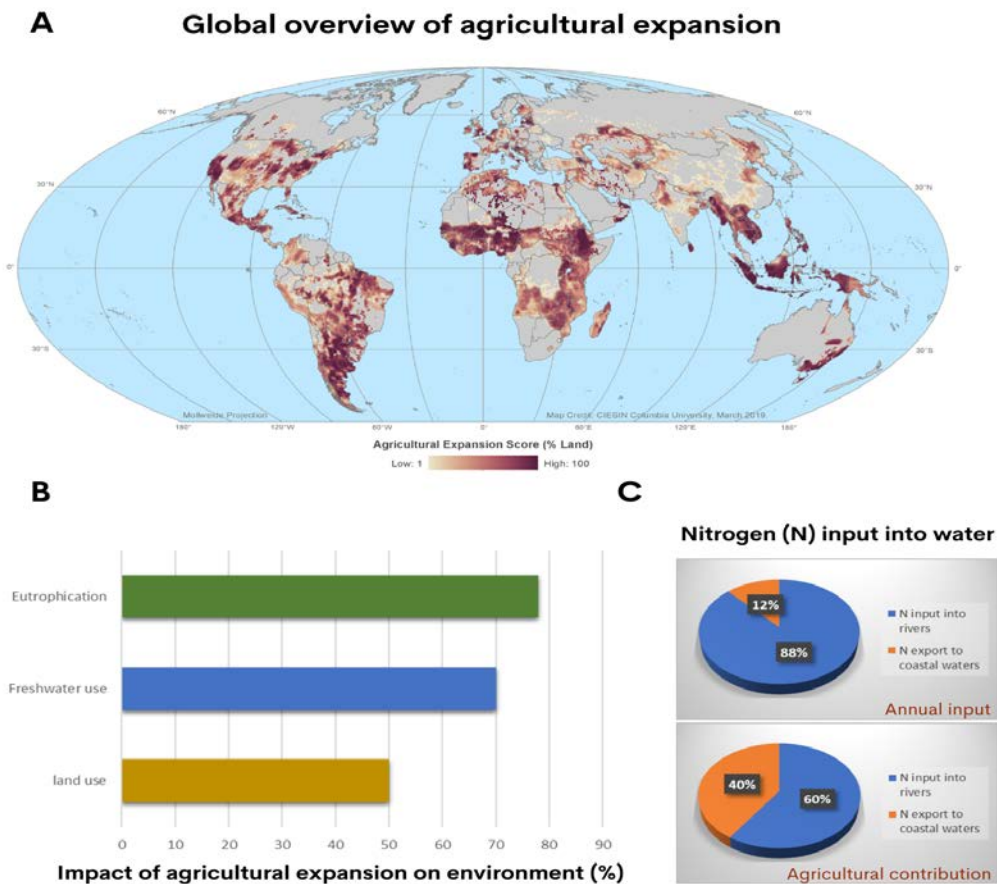 A
Global overview of agricultural expansion
60°N
60°N
30°N
30°N
0°
0°
30°S
30°S
Mollweide Projection
Map Credit: CIESIN Columbia University, March 2019
180°
120°W
60°W
0°
60°E
120°E
180°
Agricultural Expansion Score (% Land)
Low: 1
High: 100
B
Eutrophication
Freshwater use
land use
0 10 20 30 40 50 60 70 80 90
Impact of agricultural expansion on environment (%)
C
Nitrogen (N) input into water
12%
88%
N input into
rivers
N export to
coastal waters
Annual input
40%
60%
N input into
rivers
N export to
coastal waters
Agricultural contribution